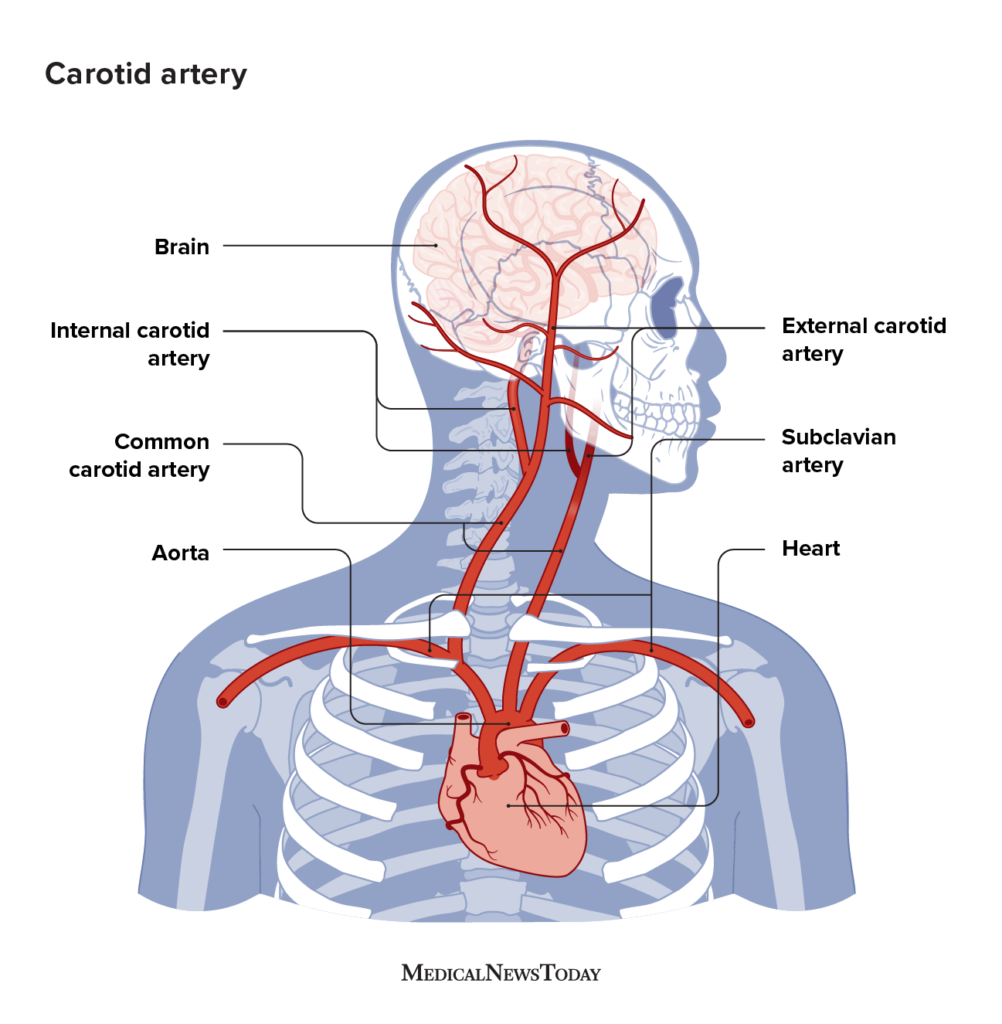 Carotid artery
Brain
Internal carotid
artery
Common
carotid artery
Aorta
External carotid
artery
Subclavian
artery
Heart
MEDICALNEWSTODAY